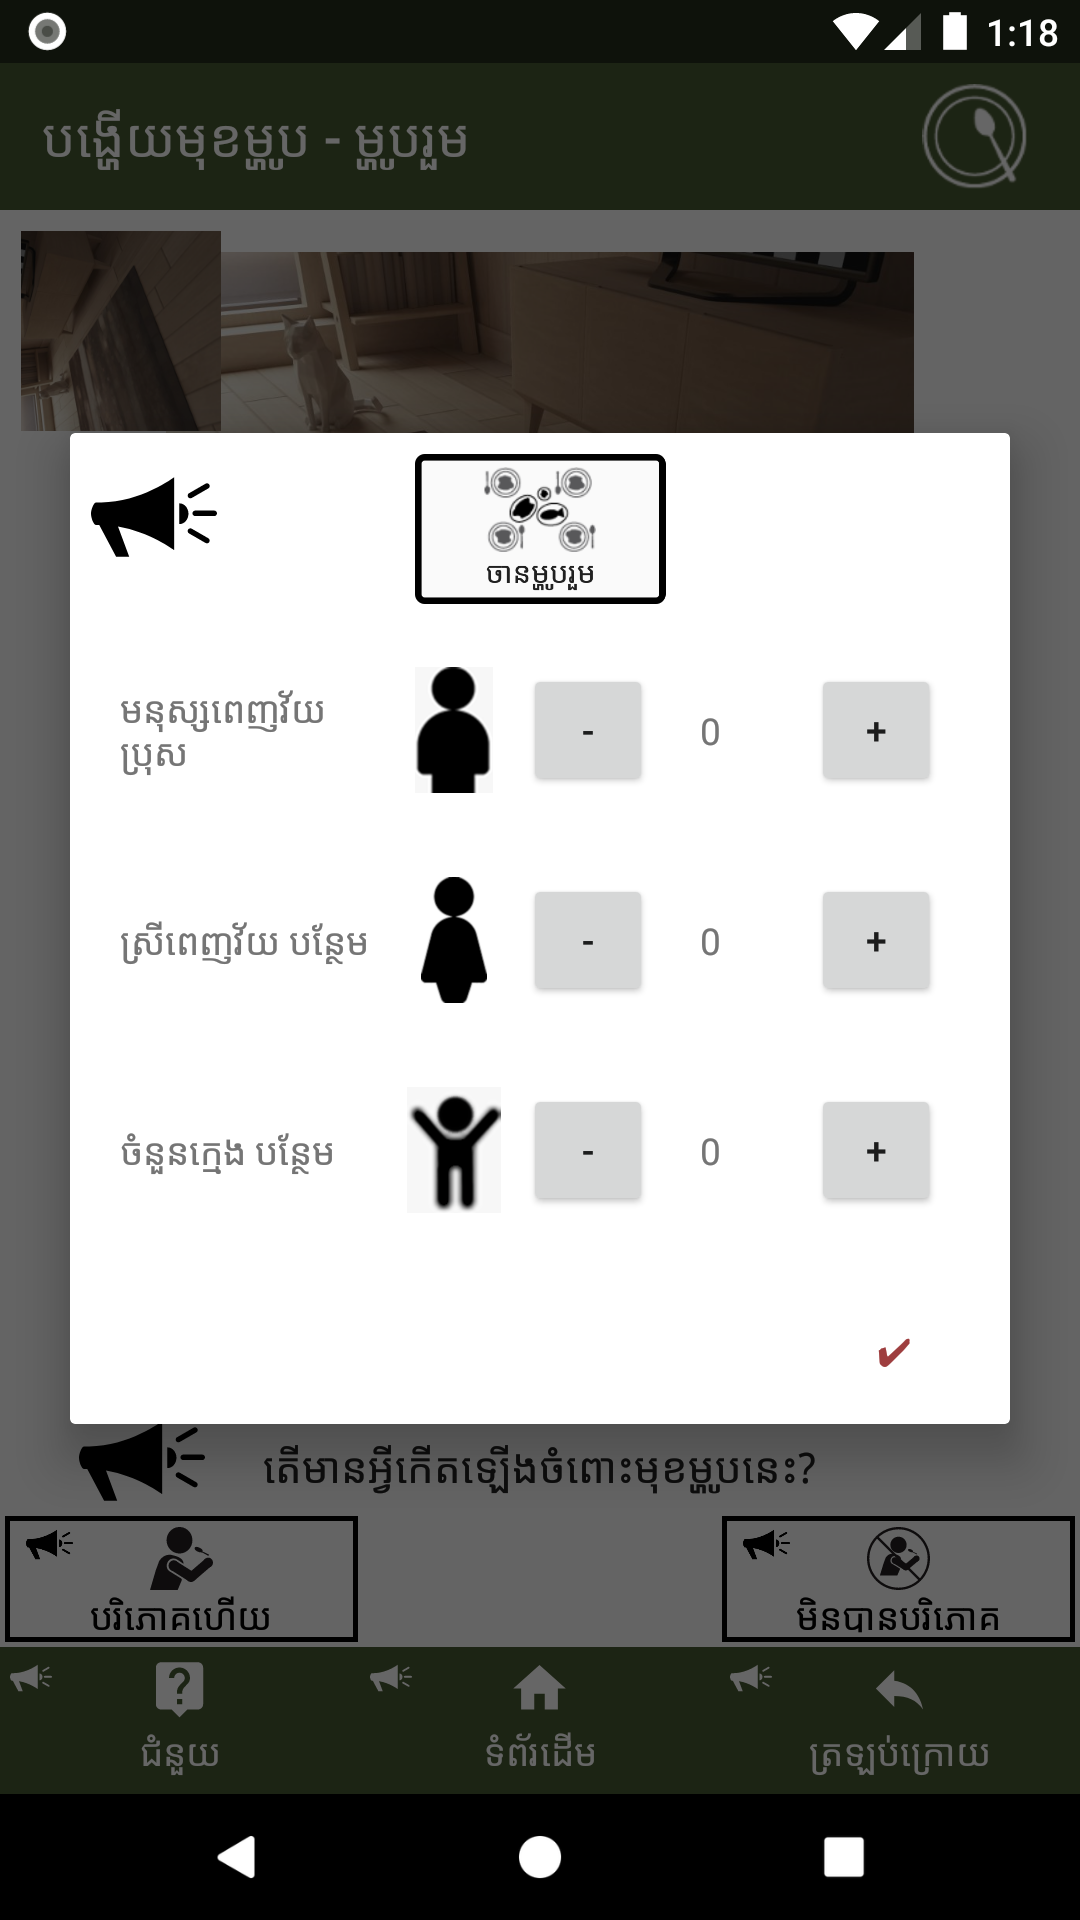 1:18
បង្ហើយមុខម្ហូប - ម្ហូបរួម
ចានម្ហូបរួម
មនុស្សពេញវ័យ
ប្រុស
- 0 +
ស្រីពេញវ័យ បន្ថែម
- 0 +
ចំនួនក្មេង បន្ថែម
- 0 +
✔
តើមានអ្វីកើតឡើងចំពោះមុខម្ហូបនេះ?
បរិភោគហើយ
មិនបានបរិភោគ
ជំនួយ
ទំព័រដើម
ត្រឡប់ក្រោយ